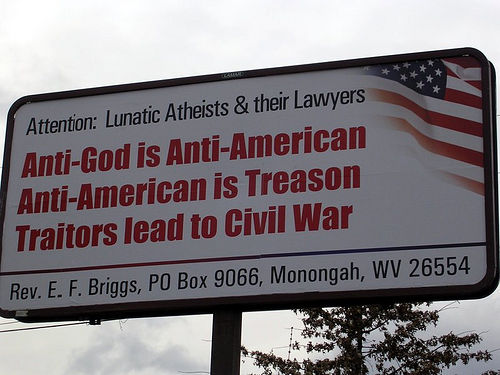 LAMAR
Attention: Lunatic Atheists & their Lawyers
Anti-God is Anti-American
Anti-American is Treason
Traitors lead to Civil War
Rev. E. F. Briggs, PO Box 9066, Monongah, WV 26554